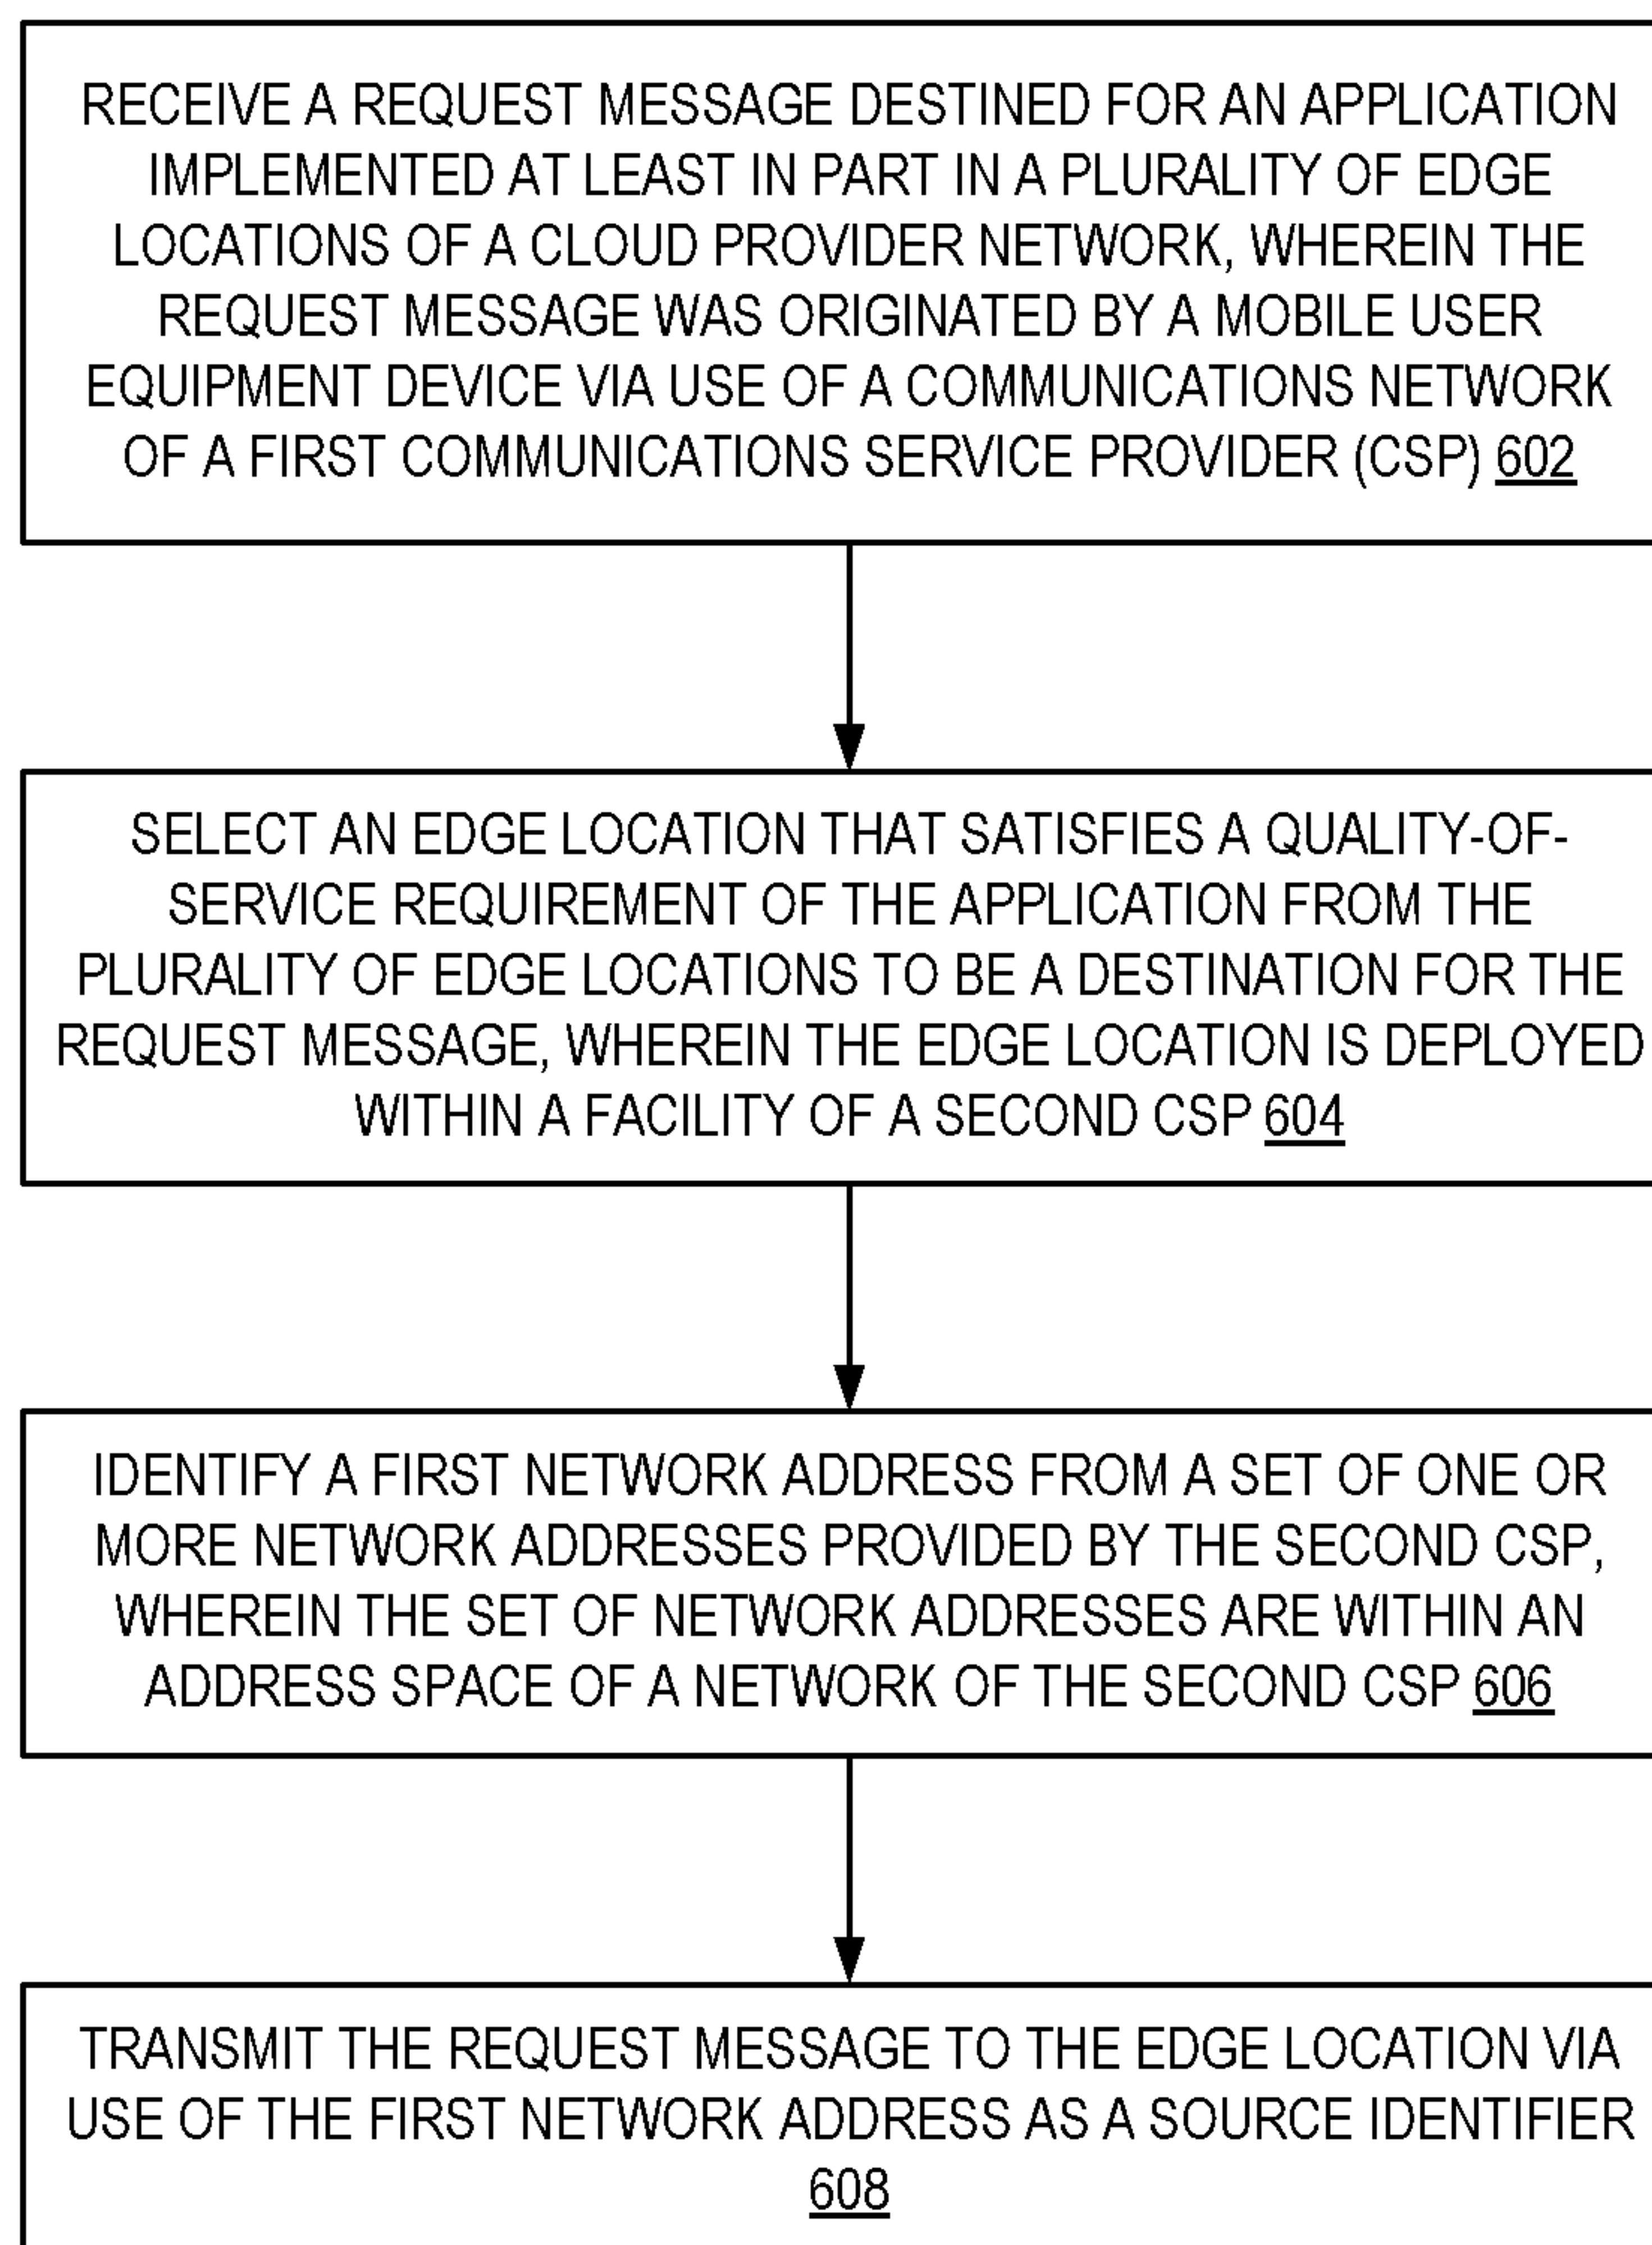 RECEIVE A REQUEST MESSAGE DESTINED FOR AN APPLICATION
IMPLEMENTED AT LEAST IN PART IN A PLURALITY OF EDGE
LOCATIONS OF A CLOUD PROVIDER NETWORK, WHEREIN THE
REQUEST MESSAGE WAS ORIGINATED BY A MOBILE USER
EQUIPMENT DEVICE VIA USE OF A COMMUNICATIONS NETWORK
OF A FIRST COMMUNICATIONS SERVICE PROVIDER (CSP) 602
SELECT AN EDGE LOCATION THAT SATISFIES A QUALITY-OF-
SERVICE REQUIREMENT OF THE APPLICATION FROM THE
PLURALITY OF EDGE LOCATIONS TO BE A DESTINATION FOR THE
REQUEST MESSAGE, WHEREIN THE EDGE LOCATION IS DEPLOYED
WITHIN A FACILITY OF A SECOND CSP 604
IDENTIFY A FIRST NETWORK ADDRESS FROM A SET OF ONE OR
MORE NETWORK ADDRESSES PROVIDED BY THE SECOND CSP,
WHEREIN THE SET OF NETWORK ADDRESSES ARE WITHIN AN
ADDRESS SPACE OF A NETWORK OF THE SECOND CSP 606
TRANSMIT THE REQUEST MESSAGE TO THE EDGE LOCATION VIA
USE OF THE FIRST NETWORK ADDRESS AS A SOURCE IDENTIFIER
608